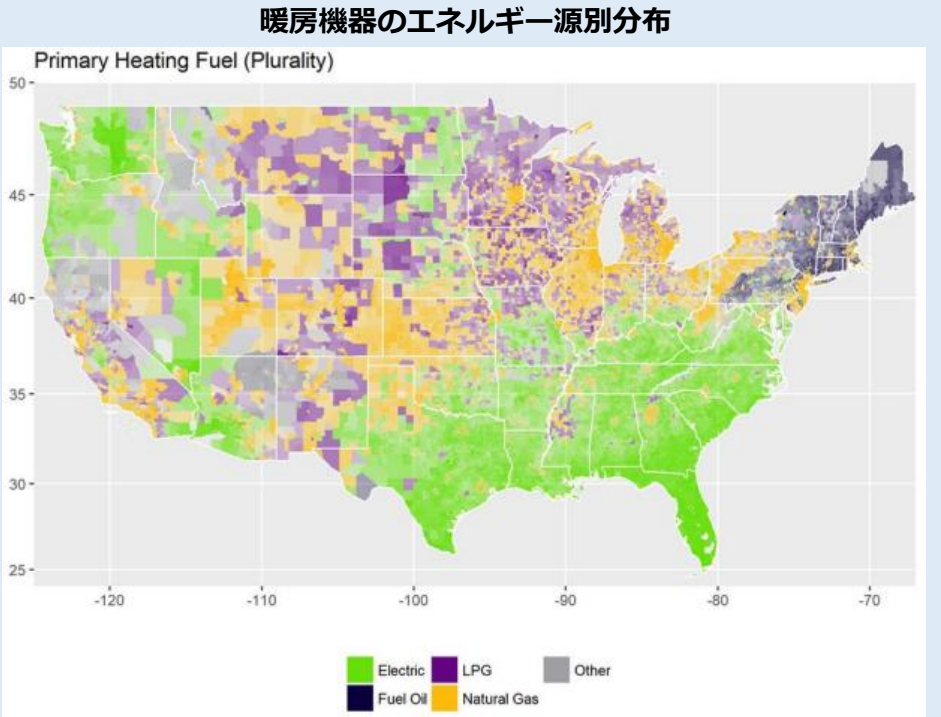 暖房機器のエネルギー源別分布
Primary Heating Fuel (Plurality)
50
45
40
35
30
25
-120 -110 -100 -90 -80 -70
Electric LPG Other
Fuel Oil Natural Gas